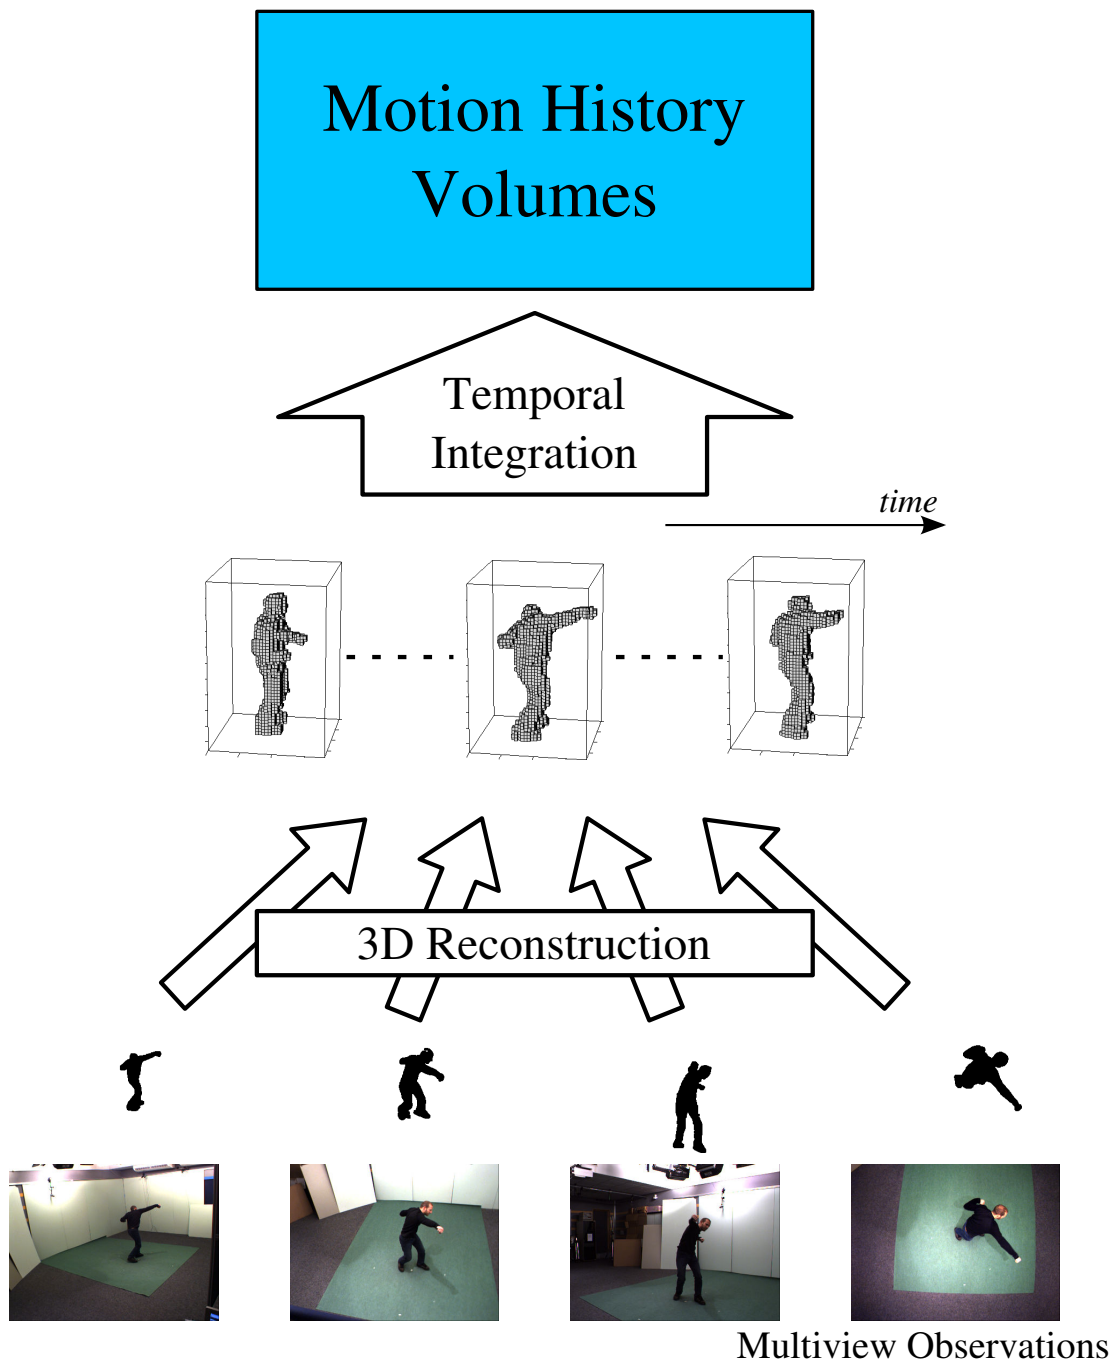 Motion History
Volumes
Temporal
Integration
time
3D Reconstruction
Multiview Observations